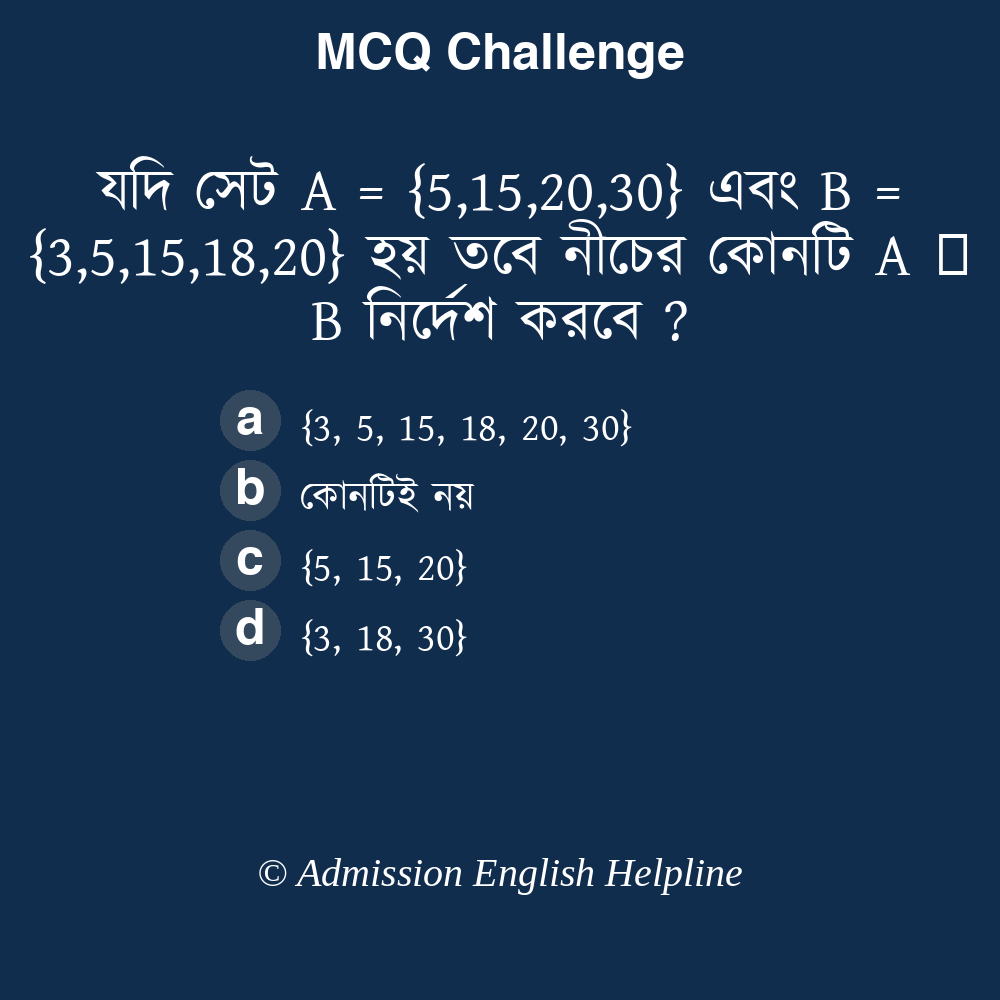 MCQ Challenge
যদি সেট A = {5,15,20,30} এবং B =
{3,5,15,18,20} হয় তবে নীচের কোনটি A □
B নির্দেশ করবে ?
a {3, 5, 15, 18, 20, 30}
b কোনটিই নয়
c {5, 15, 20}
d {3, 18, 30}
© Admission English Helpline